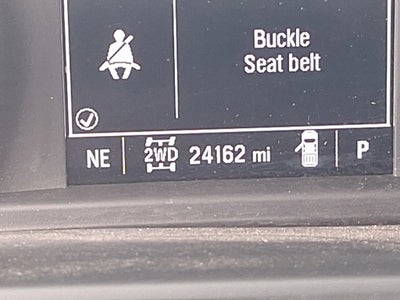 Buckle
Seat belt
NE 2WD 24162 mi P